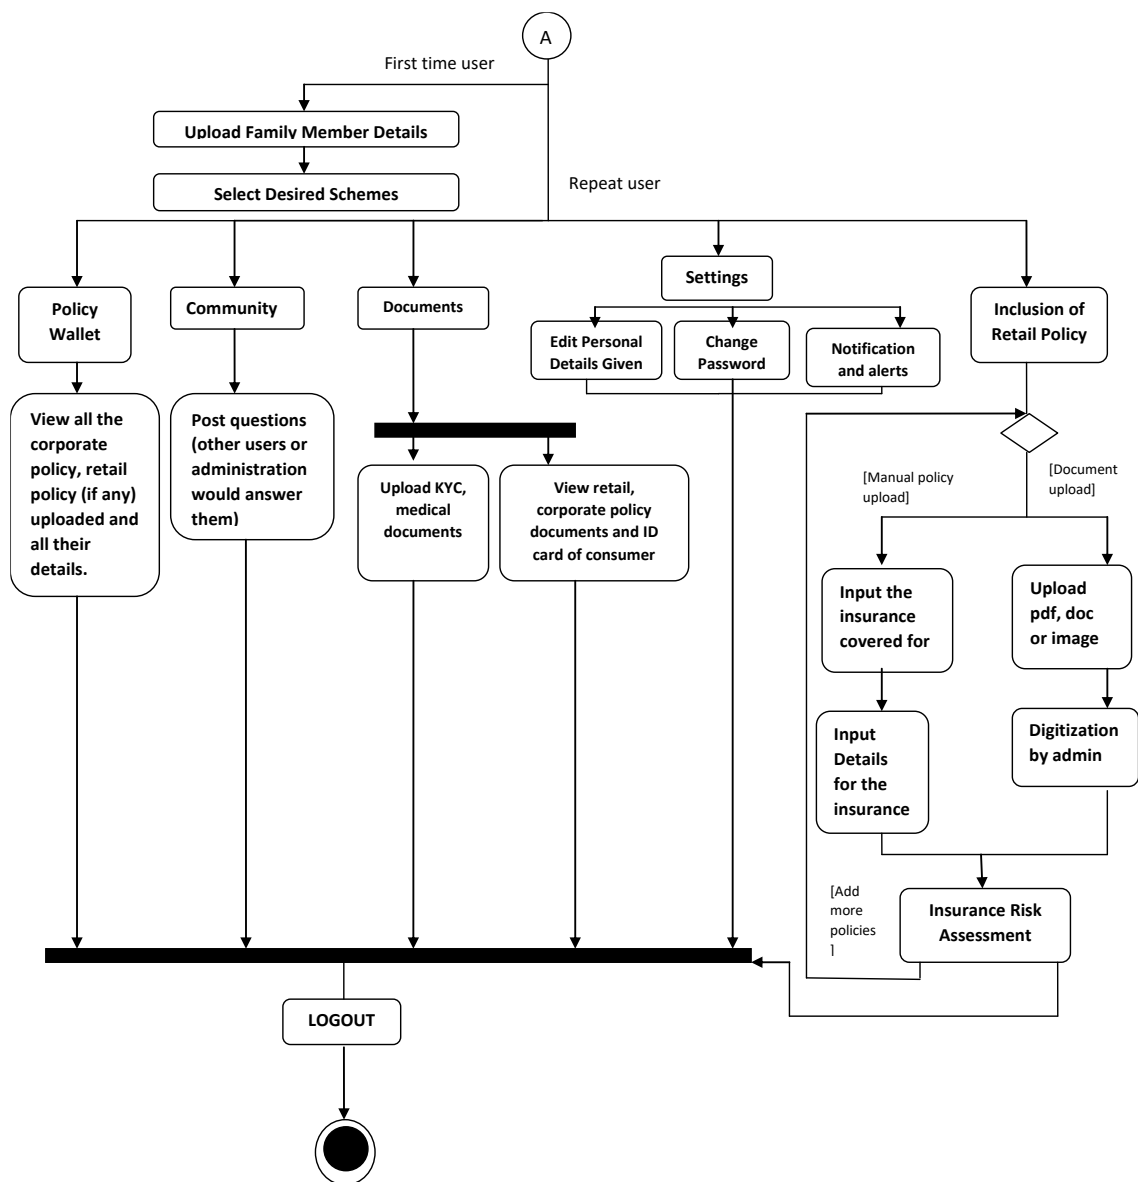 A
First time user
Upload Family Member Details
Select Desired Schemes
Repeat user
Policy
Wallet
Community
Documents
Settings
Inclusion of
Retail Policy
Edit Personal
Details Given
Change
Password
Notification
and alerts
View all the
corporate
policy, retail
policy (if any)
uploaded and
all their
details.
Post questions
(other users or
administration
would answer
them)
Upload KYC,
medical
documents
View retail,
corporate policy
documents and ID
card of consumer
[Manual policy
upload]
[Document
upload]
Input the
insurance
covered for
Upload
pdf, doc
or image
Input
Details
for the
insurance
Digitization
by admin
[Add
more
policies
]
Insurance Risk
Assessment
LOGOUT